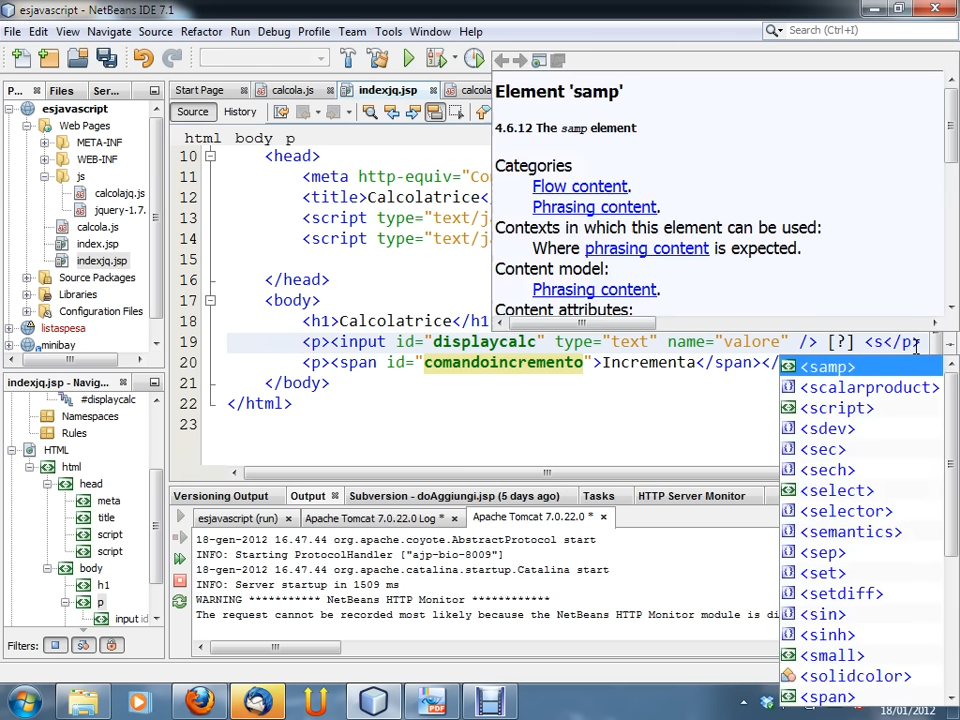 esjavascript - NetBeans IDE 7.1
File Edit View Navigate Source Refactor Run Debug Profile Team Tools Window Help
Search (Ctrl+I)
P... Files Ser...
esjavascript
Web Pages
META-INF
WEB-INF
js
calcolajq.js
jquery-1.7.
calcola.js
index.jsp
indexjq.jsp
Source Packages
Libraries
Configuration Files
listaspesa
minibay
Start Page calcola.js index.jsp calcola
Source History
html body p
10 <head>
11 <meta http-equiv="Co
12 <title>Calcolatrice</
13 <script type="text/j
14 <script type="text/j
15
16 </head>
17 <body>
18 <h1>Calcolatrice</h1
19 <p><input id="displaycalc" type="text" name="valore" /> [?] <s</p>
20 <p><span id="comandoincremento">Incrementa</span></
21 </body>
22 </html>
23
Element 'samp'
4.6.12 The samp element
Categories
Flow content.
Phrasing content.
Contexts in which this element can be used:
Where phrasing content is expected.
Content model:
Phrasing content.
Content attributes:
<samp>
<scalarproduct>
<script>
<sdev>
<sec>
<sech>
<select>
<selector>
<semantics>
<sep>
<set>
<setdiff>
<sin>
<sinh>
<small>
<solidcolor>
<span>
indexjq.jsp - Navig...
#displaycalc
Namespaces
Rules
HTML
html
head
meta
title
script
script
body
h1
p
input id
Filters:
Versioning Output Output Subversion - doAggiungi.jsp (5 days ago) Tasks HTTP Server Monitor
esjavascript (run) Apache Tomcat 7.0.22.0 Log * Apache Tomcat 7.0.22.0 *
18-gen-2012 16.47.44 org.apache.coyote.AbstractProtocol start
INFO: Starting ProtocolHandler ["ajp-bio-8009"]
18-gen-2012 16.47.44 org.apache.catalina.startup.Catalina start
INFO: Server startup in 1509 ms
WARNING *********** NetBeans HTTP Monitor ************
The request cannot be recorded most likely because the NetBeans HTTP Monitor module is di
PDF
18/01/2012